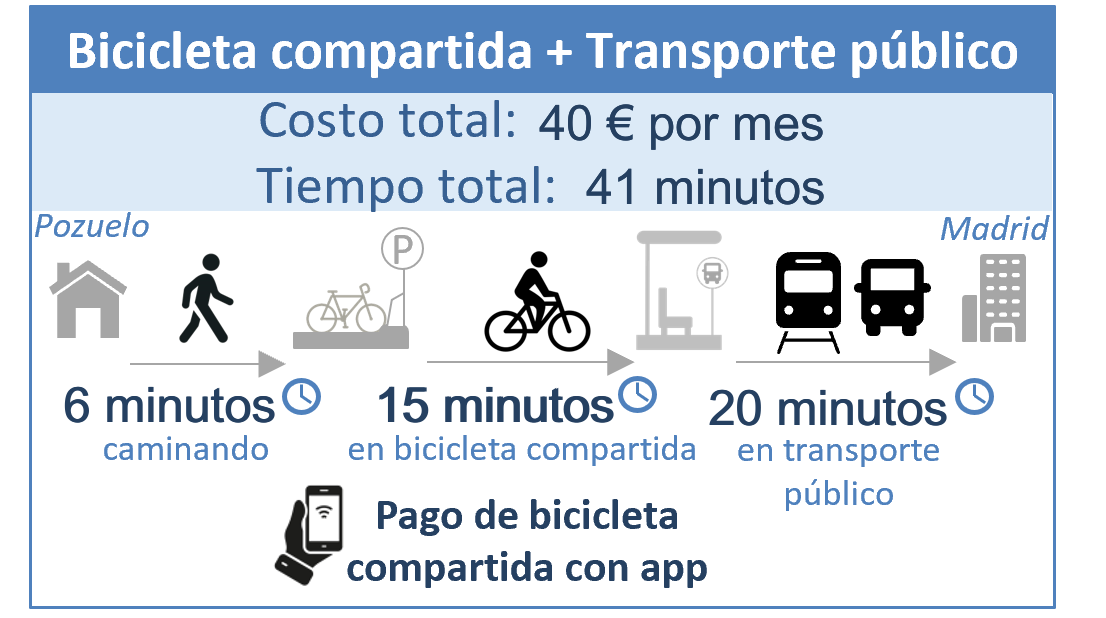 Bicicleta compartida + Transporte público
Costo total: 40 € por mes
Tiempo total: 41 minutos
Pozuelo
Madrid
P
6 minutos
caminando
15 minutos
en bicicleta compartida
20 minutos
en transporte
público
Pago de bicicleta
compartida con app